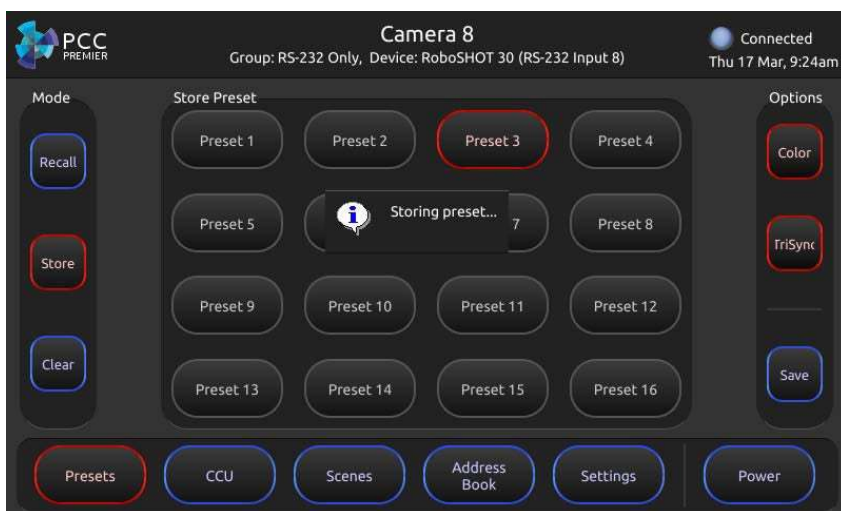 PCC
PREMIER
Camera 8
Group: RS-232 Only, Device: RoboSHOT 30 (RS-232 Input 8)
Connected
Thu 17 Mar, 9:24am
Mode
Store Preset
Options
Preset 1
Preset 2
Preset 3
Preset 4
Recall
Color
Preset 5
Storing preset...
7
Preset 8
Store
TriSync
Preset 9
Preset 10
Preset 11
Preset 12
Clear
Save
Preset 13
Preset 14
Preset 15
Preset 16
Presets
CCU
Scenes
Address
Book
Settings
Power